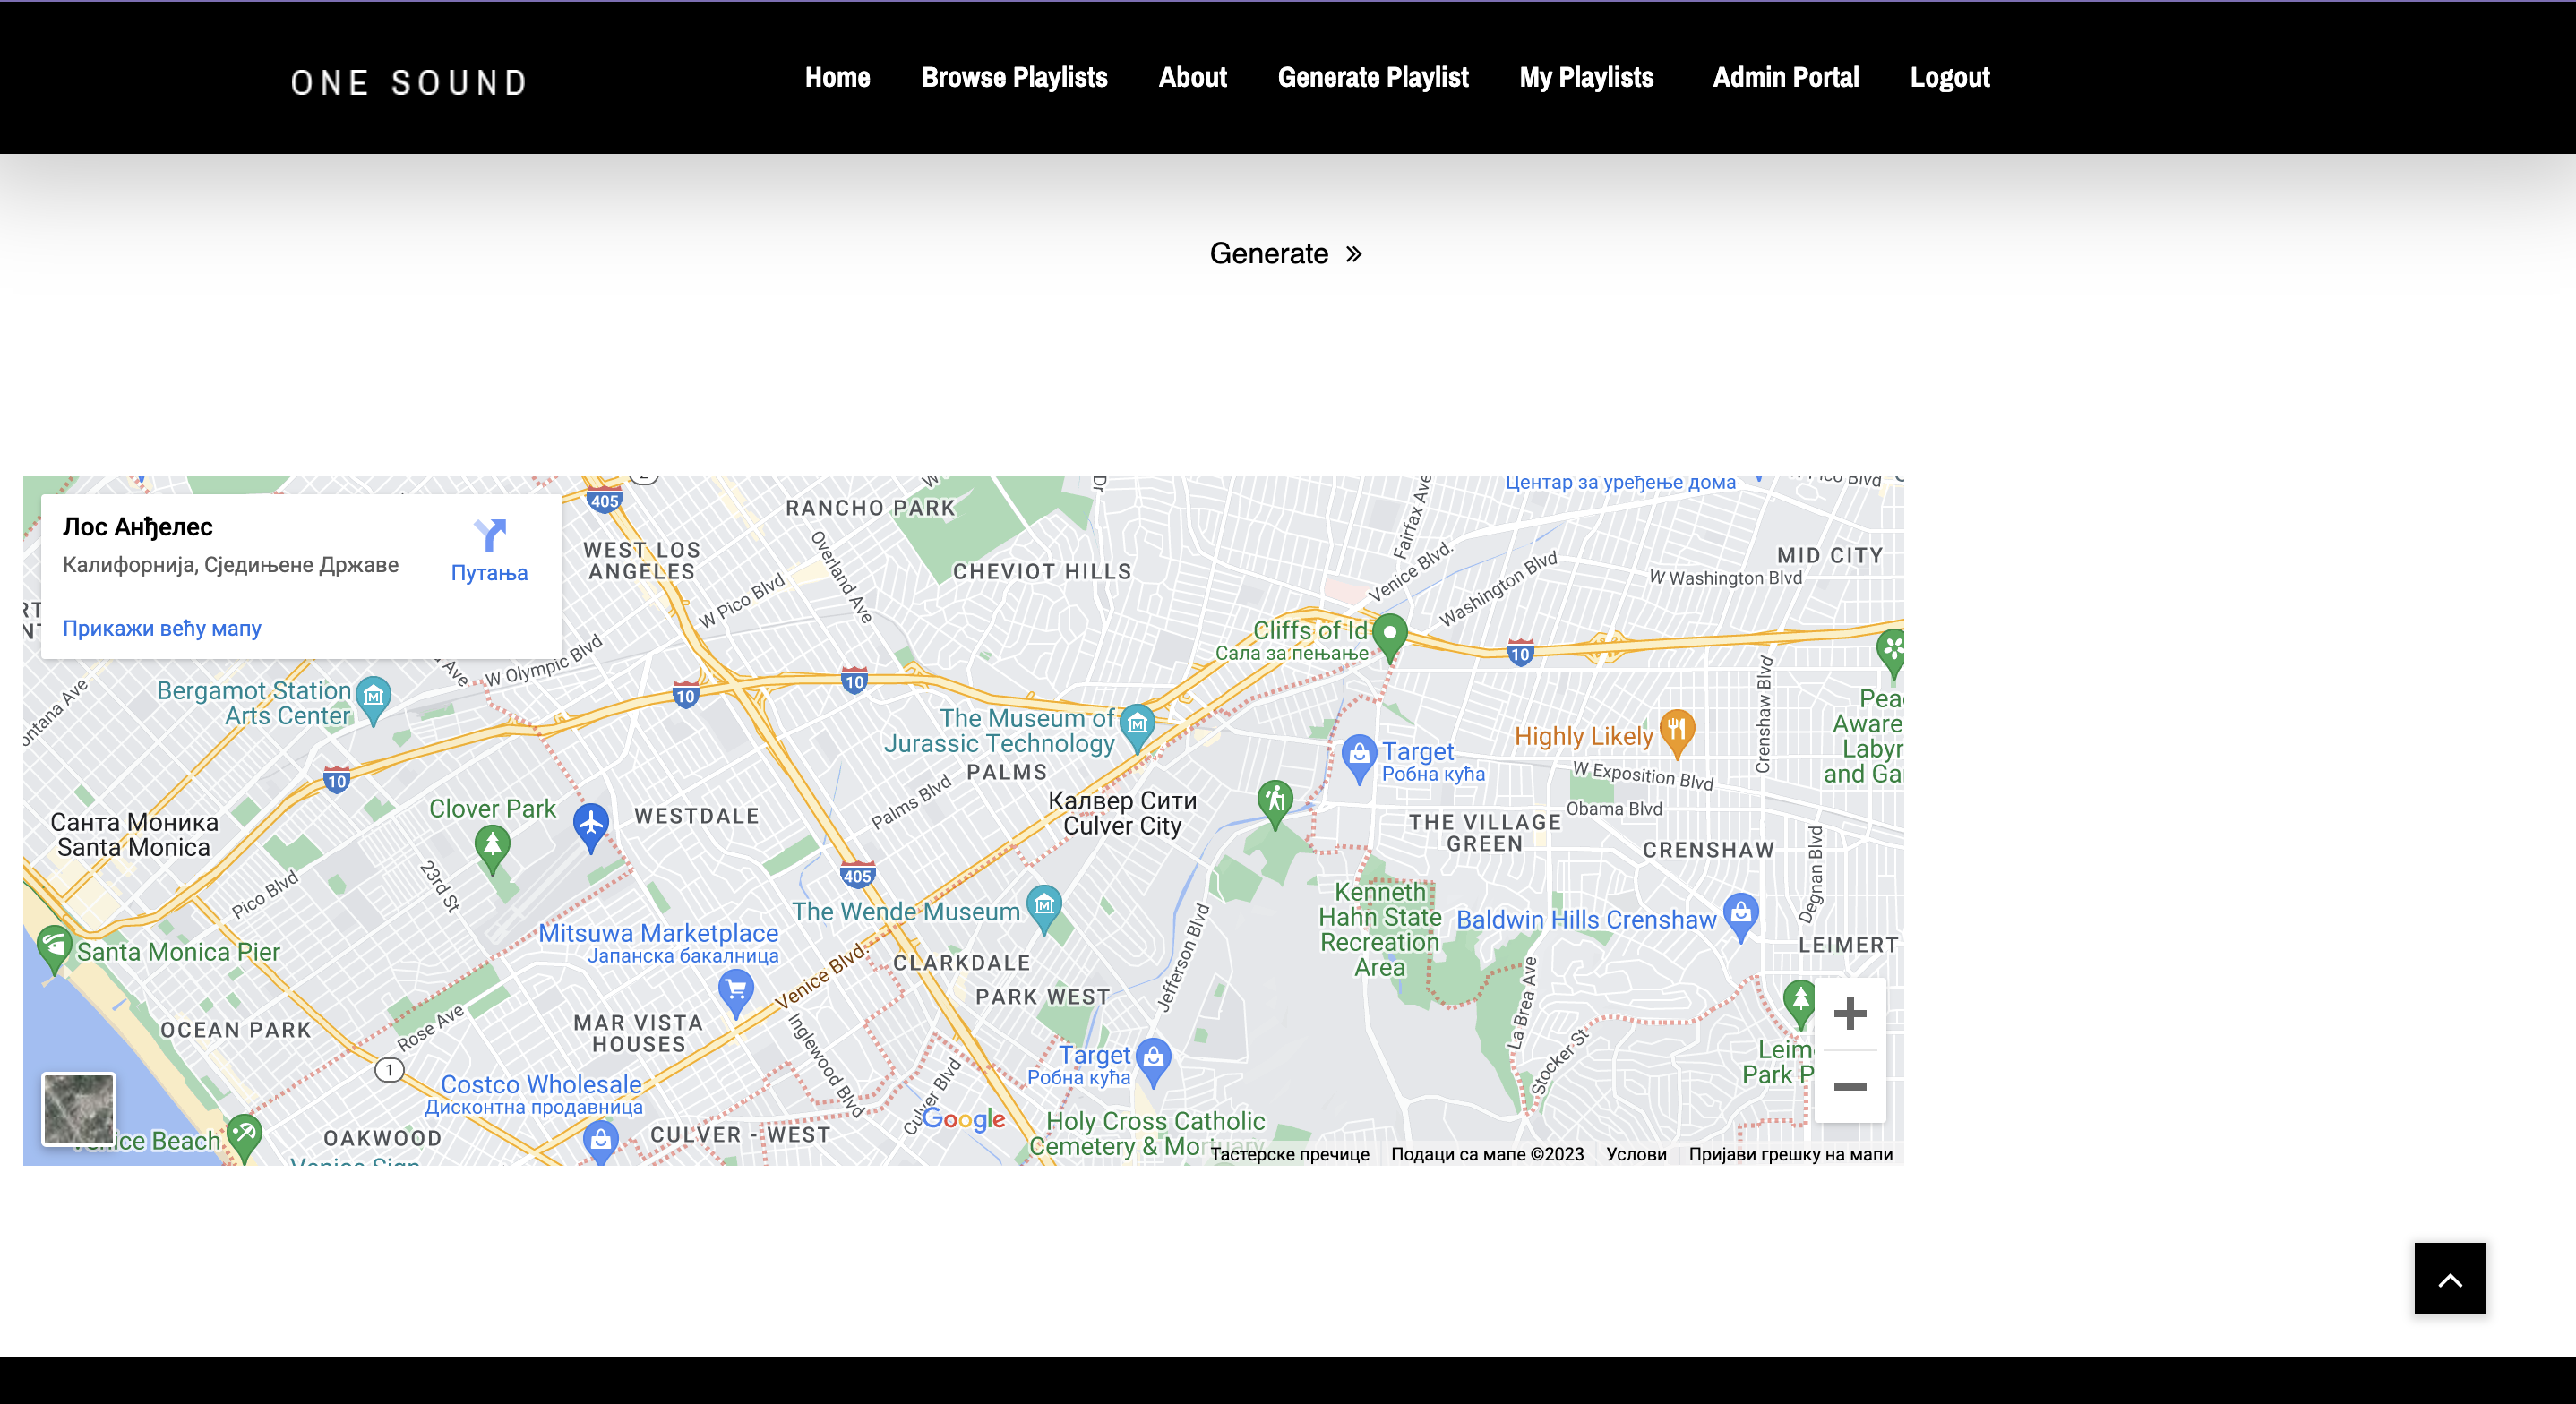 ONE SOUND
Home
Browse Playlists
About
Generate Playlist
My Playlists
Admin Portal
Logout
Generate
Лос Анђелес
Калифорнија, Сједињене Државе
Путања
Прикажи већу мапу
405
RANCHO PARK
WEST LOS
ANGELES
CHEVIOT HILLS
Overland Ave
W Pico Blvd
W Olympic Blvd
Fairfax Ave
Venice Blvd.
Washington Blvd
Центар за уређење дома
MID CITY
W Washington Blvd
Cliffs of Id
Сала за пењање
10
10
10
10
Bergamot Station
Arts Center
The Museum of
Jurassic Technology
PALMS
Target
Робна кућа
Highly Likely
Crenshaw Blvd
W Exposition Blvd
Obama Blvd
Clover Park
WESTDALE
Palms Blvd
Калвер Сити
Culver City
Санта Моника
Santa Monica
THE VILLAGE
GREEN
CRENSHAW
Degnan Blvd
Pico Blvd
23rd St
405
The Wende Museum
Kenneth
Hahn State
Recreation
Area
Baldwin Hills Crenshaw
LEIMERT
Santa Monica Pier
Mitsuwa Marketplace
Јапанска бакалница
Venice Blvd
CLARKDALE
PARK WEST
Jefferson Blvd
La Brea Ave
Stocker St
OCEAN PARK
Rose Ave
MAR VISTA
HOUSES
Inglewood Blvd
Culver Blvd
1
Target
Робна кућа
Costco Wholesale
Дисконтна продавница
OAKWOOD
CULVER - WEST
Google
Holy Cross Catholic
Cemetery & Mortuary
Beach
Тастерске пречице
Подаци са мапе ©2023
Услови
Пријави грешку на мапи